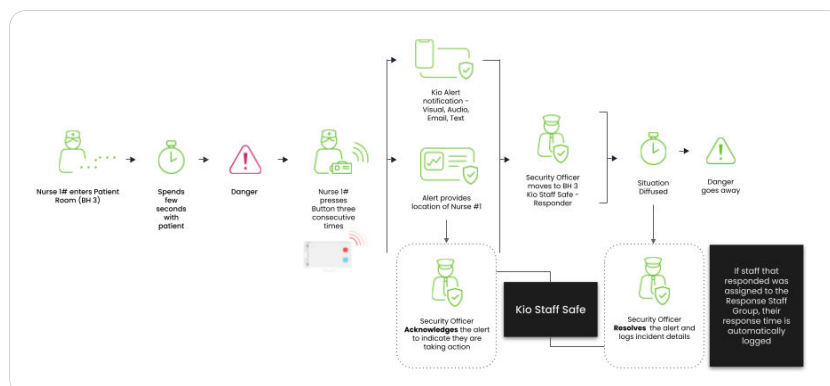 Kio Alert
notification -
Visual, Audio,
Email, Text
Nurse 1# enters Patient
Room (BH 3)
Spends
few
seconds
with
patient
Danger
Nurse 1#
presses
Button three
consecutive
times
Alert provides
location of Nurse #1
Security Officer
moves to BH 3
Kio Staff Safe -
Responder
Situation
Diffused
Danger
goes away
Security Officer
Acknowledges the alert
to indicate they are
taking action
Kio Staff Safe
Security Officer
Resolves the alert and
logs incident details
If staff that
responded was
assigned to the
Response Staff
Group, their
response time is
automatically
logged